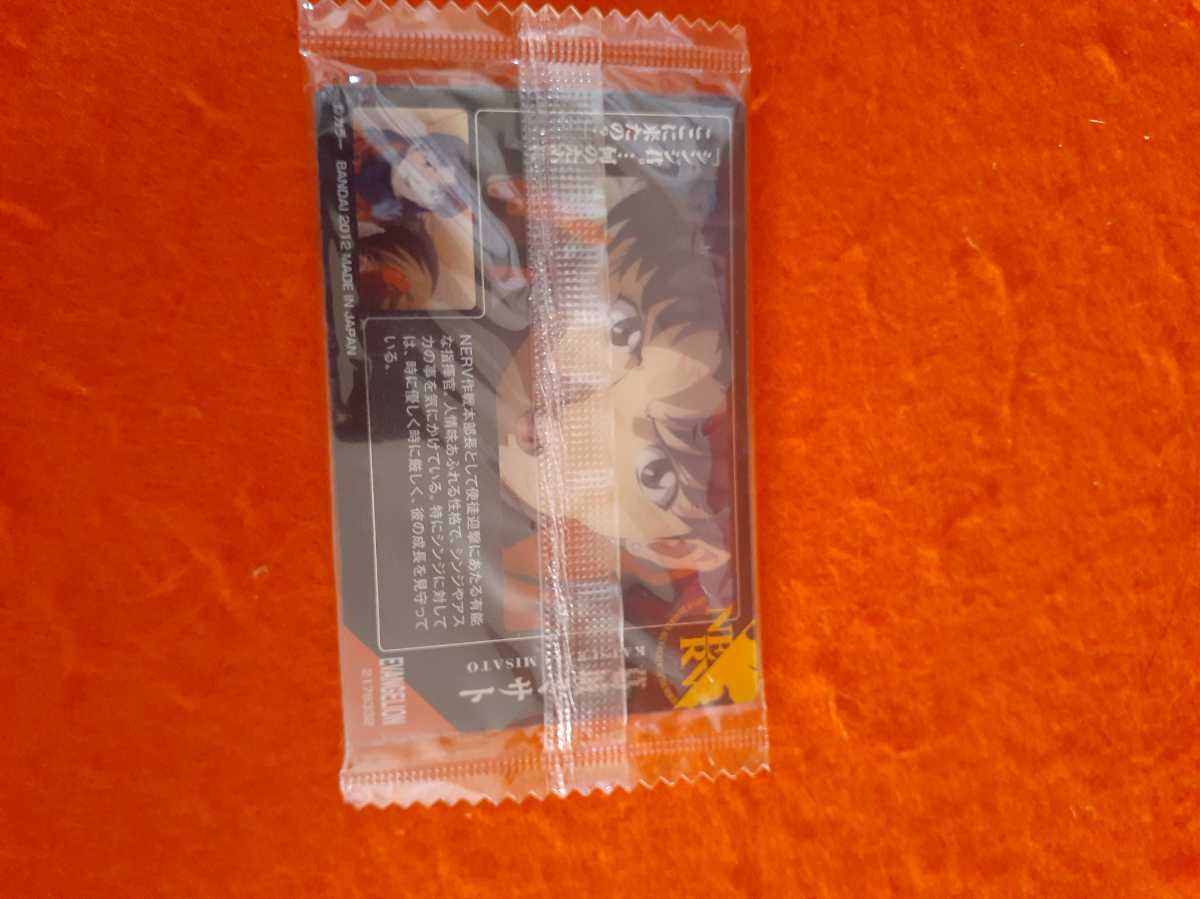 「シンジ君。…何のため
ここに来たの。
NERV作戦本部長として使徒迎撃にあたる有能
な指揮官。人情味あふれる性格で、シンジやアス
カの事を気にかけている。特にシンジに対して
は、時に優しく時に厳しく、彼の成長を見守って
いる。
BANDAI 2012 MADE IN JAPAN
NERV
ミサト
MISATO
EVANGELION
2178302